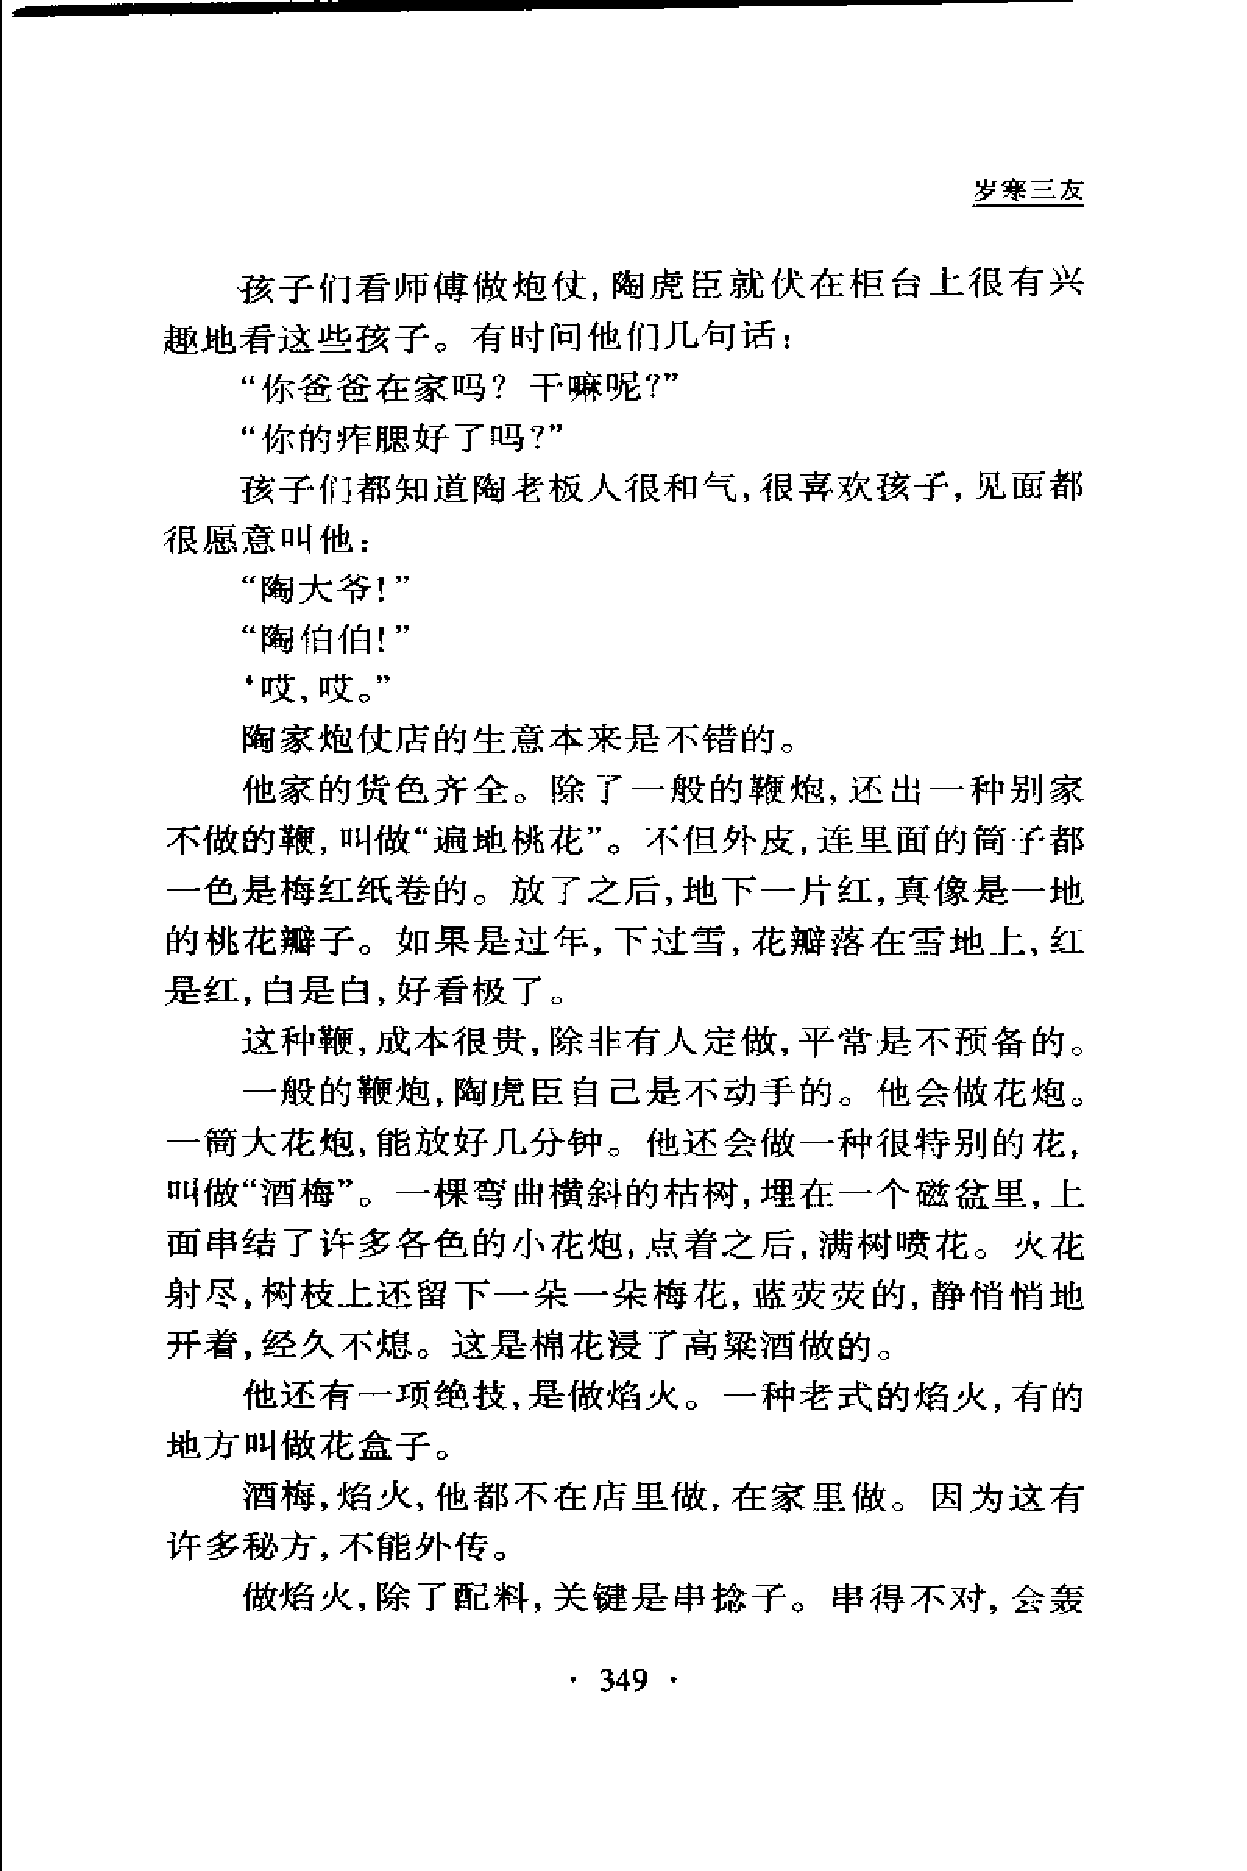 岁寒三友
孩子们看师傅做炮仗,陶虎臣就伏在柜台上很有兴
趣地看这些孩子。有时问他们几句话:
“你爸爸在家吗? 干嘛呢?”
“你的痄腮好了吗?”
孩子们都知道陶老板人很和气,很喜欢孩子,见面都
很愿意叫他:
“陶大爷!”
“陶伯伯!”
“哎,哎。”
陶家炮仗店的生意本来是不错的。
他家的货色齐全。除了一般的鞭炮,还出一种别家
不做的鞭,叫做“遍地桃花”。不但外皮,连里面的筒子都
一色是梅红纸卷的。放了之后,地下一片红,真像是一地
的桃花瓣子。如果是过年,下过雪,花瓣落在雪地上,红
是红,白是白,好看极了。
这种鞭,成本很贵,除非有人定做,平常是不预备的。
一般的鞭炮,陶虎臣自己是不动手的。他会做花炮。
一筒大花炮,能放好几分钟。他还会做一种很特别的花,
叫做“酒梅”。一棵弯曲横斜的枯树,埋在一个磁盆里,上
面串结了许多各色的小花炮,点着之后,满树喷花。火花
射尽,树枝上还留下一朵一朵梅花,蓝荧荧的,静悄悄地
开着,经久不熄。这是棉花浸了高粱酒做的。
他还有一项绝技,是做焰火。一种老式的焰火,有的
地方叫做花盒子。
酒梅,焰火,他都不在店里做,在家里做。因为这有
许多秘方,不能外传。
做焰火,除了配料,关键是串捻子。串得不对,会轰
· 349 ·